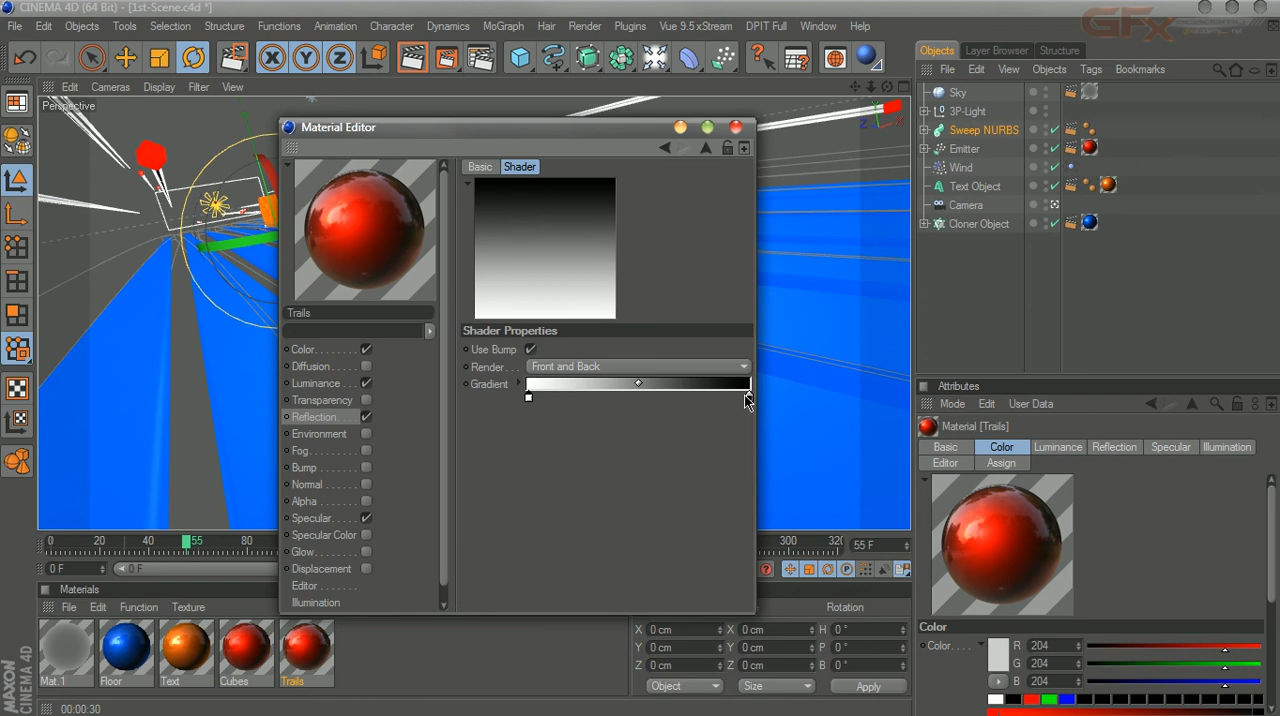 CINEMA 4D (64 Bit) - [1st-Scene.c4d *]
File Edit Objects Tools Selection Structure Functions Animation Character Dynamics MoGraph Hair Render Plugins Vue 9.5 xStream DPIT Full Window Help
GFx
Objects Layer Browser Structure
File Edit View Objects Tags Bookmarks
Sky
3P-Light
Sweep NURBS
Emitter
Wind
Text Object
Camera
Cloner Object
Edit Cameras Display Filter View
Perspective
Z X
Material Editor
Basic Shader
Trails
Shader Properties
Use Bump
Render . . . Front and Back
Gradient
Color. . . . . . . .
Diffusion . . . . .
Luminance . . . .
Transparency
Reflection. . . . .
Environment
Fog. . . . . . . . .
Bump . . . . . . .
Normal . . . . . .
Alpha . . . . . . .
Specular. . . . .
Specular Color
Glow. . . . . . . .
Displacement
Editor . . . . . . .
Illumination
Attributes
Mode Edit User Data
Material [Trails]
Basic Color Luminance Reflection Specular Illumination
Editor Assign
Color
Color. . . . R 204
G 204
B 204
0 20 40 55 80 300 320 55 F
0 F 0 F
Materials
File Edit Function Texture
Mat.1 Floor Text Cubes Trails
Rotation
X 0 cm X 0 cm H 0 °
Y 0 cm Y 0 cm P 0 °
Z 0 cm Z 0 cm B 0 °
Object Size Apply
MAXON
CINEMA 4D
00:00:30